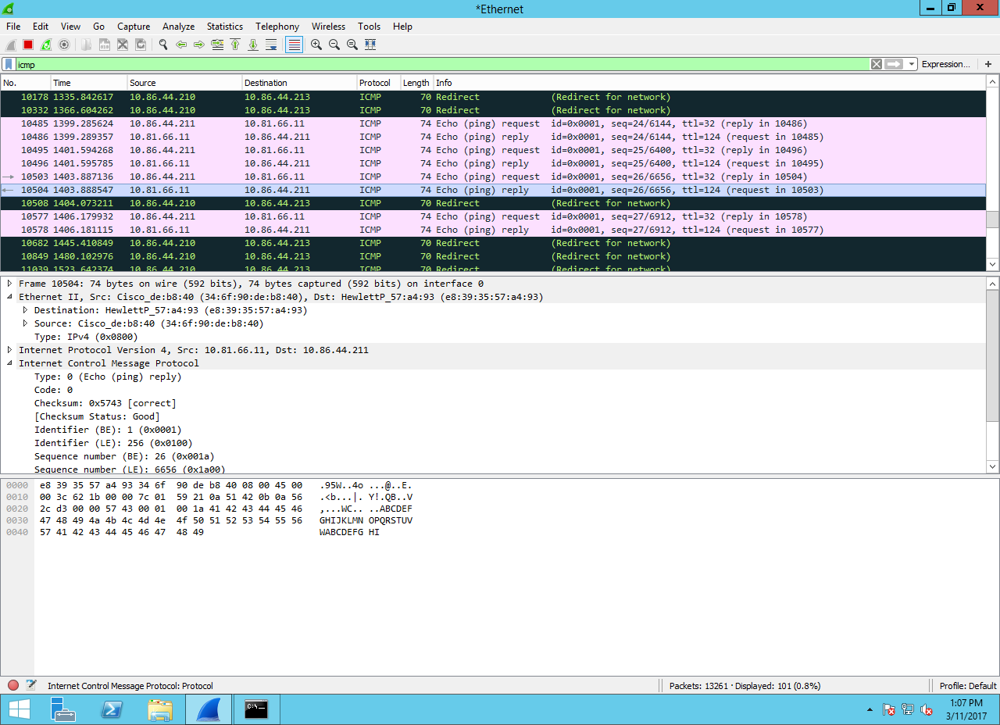 *Ethernet
File Edit View Go Capture Analyze Statistics Telephony Wireless Tools Help
icmp Expression... +
No. Time Source Destination Protocol Length Info
10178 1335.842617 10.86.44.210 10.86.44.213 ICMP 70 Redirect (Redirect for network)
10332 1366.604262 10.86.44.210 10.86.44.213 ICMP 70 Redirect (Redirect for network)
10485 1399.285624 10.86.44.211 10.81.66.11 ICMP 74 Echo (ping) request id=0x0001, seq=24/6144, ttl=32 (reply in 10486)
10486 1399.289357 10.81.66.11 10.86.44.211 ICMP 74 Echo (ping) reply id=0x0001, seq=24/6144, ttl=124 (request in 10485)
10495 1401.594268 10.86.44.211 10.81.66.11 ICMP 74 Echo (ping) request id=0x0001, seq=25/6400, ttl=32 (reply in 10496)
10496 1401.595785 10.81.66.11 10.86.44.211 ICMP 74 Echo (ping) reply id=0x0001, seq=25/6400, ttl=124 (request in 10495)
10503 1403.887136 10.86.44.211 10.81.66.11 ICMP 74 Echo (ping) request id=0x0001, seq=26/6656, ttl=32 (reply in 10504)
10504 1403.888547 10.81.66.11 10.86.44.211 ICMP 74 Echo (ping) reply id=0x0001, seq=26/6656, ttl=124 (request in 10503)
10508 1404.073211 10.86.44.210 10.86.44.213 ICMP 70 Redirect (Redirect for network)
10577 1406.179932 10.86.44.211 10.81.66.11 ICMP 74 Echo (ping) request id=0x0001, seq=27/6912, ttl=32 (reply in 10578)
10578 1406.181115 10.81.66.11 10.86.44.211 ICMP 74 Echo (ping) reply id=0x0001, seq=27/6912, ttl=124 (request in 10577)
10682 1445.410849 10.86.44.210 10.86.44.213 ICMP 70 Redirect (Redirect for network)
10849 1480.102976 10.86.44.210 10.86.44.213 ICMP 70 Redirect (Redirect for network)
11039 1523.642374 10.86.44.210 10.86.44.213 ICMP 70 Redirect (Redirect for network)
Frame 10504: 74 bytes on wire (592 bits), 74 bytes captured (592 bits) on interface 0
Ethernet II, Src: Cisco_de:b8:40 (34:6f:90:de:b8:40), Dst: HewlettP_57:a4:93 (e8:39:35:57:a4:93)
Destination: HewlettP_57:a4:93 (e8:39:35:57:a4:93)
Source: Cisco_de:b8:40 (34:6f:90:de:b8:40)
Type: IPv4 (0x0800)
Internet Protocol Version 4, Src: 10.81.66.11, Dst: 10.86.44.211
Internet Control Message Protocol
Type: 0 (Echo (ping) reply)
Code: 0
Checksum: 0x5743 [correct]
[Checksum Status: Good]
Identifier (BE): 1 (0x0001)
Identifier (LE): 256 (0x0100)
Sequence number (BE): 26 (0x001a)
Sequence number (LE): 6656 (0x1a00)
0000 e8 39 35 57 a4 93 34 6f 90 de b8 40 08 00 45 00 .95W..4o ...@..E.
0010 00 3c 62 1b 00 00 7c 01 59 21 0a 51 42 0b 0a 56 .<b...|. Y!.QB..V
0020 2c d3 00 00 57 43 00 01 00 1a 41 42 43 44 45 46 ,...WC.. ..ABCDEF
0030 47 48 49 4a 4b 4c 4d 4e 4f 50 51 52 53 54 55 56 GHIJKLMN OPQRSTUV
0040 57 41 42 43 44 45 46 47 48 49 WABCDEFG HI
Internet Control Message Protocol: Protocol Packets: 13261 · Displayed: 101 (0.8%) Profile: Default
1:07 PM
3/11/2017